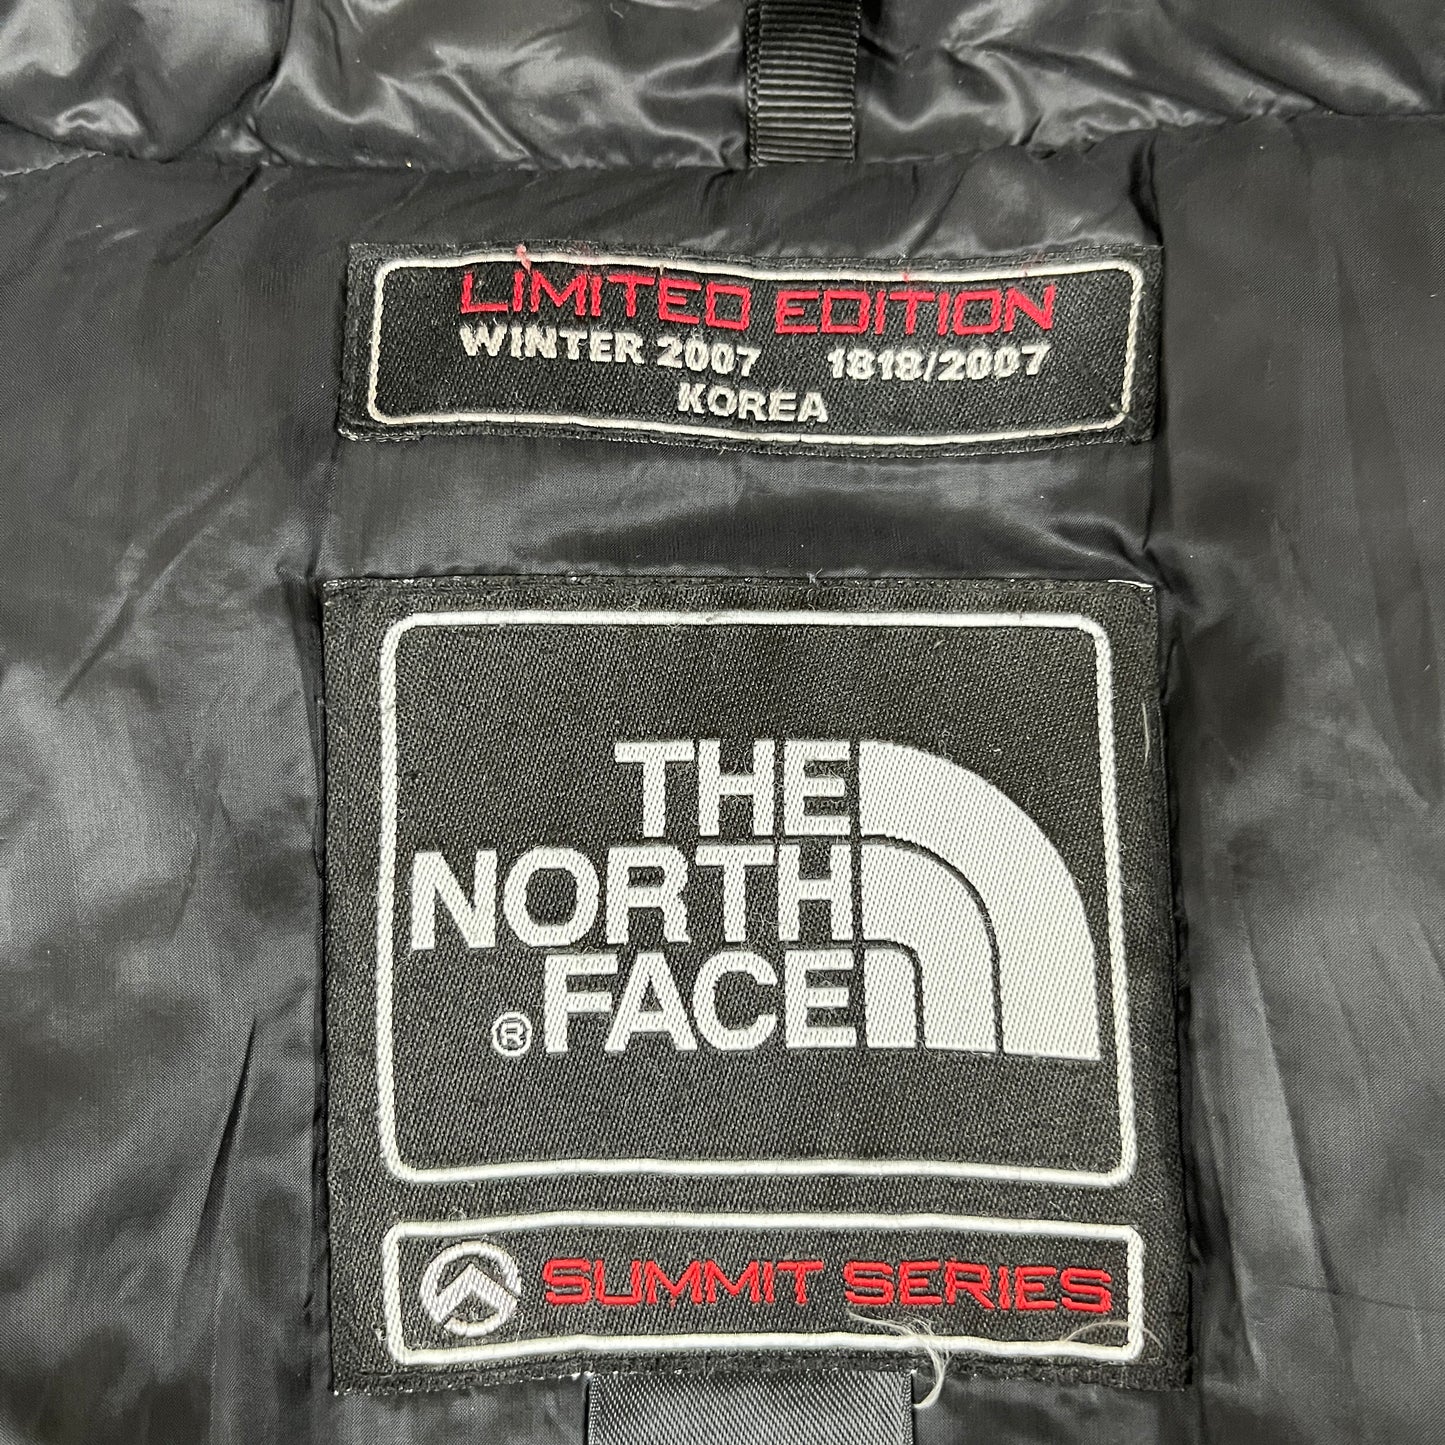 LIMITED EDITION
WINTER 2007 1818/2007
KOREA
THE
NORTH
® FACE
SUMMIT SERIES